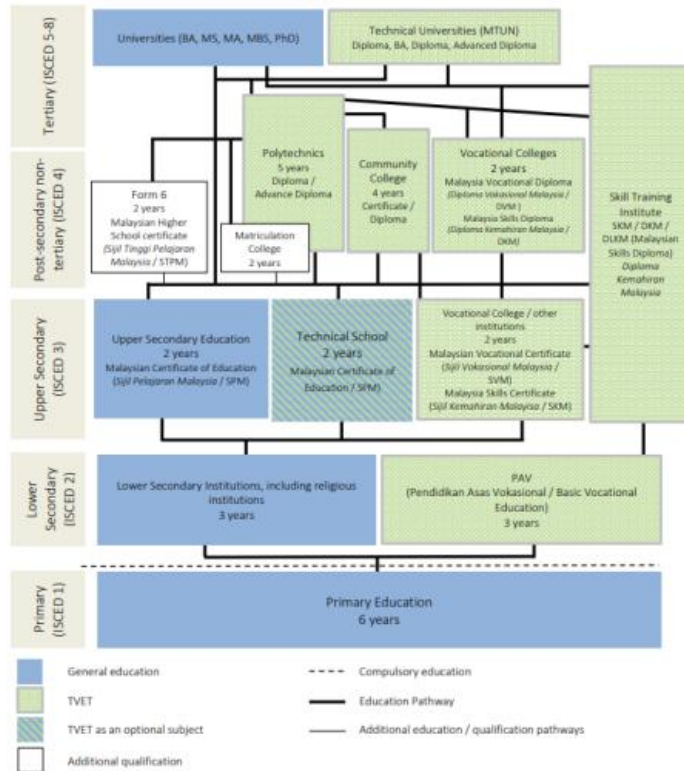 Tertiary (ISCED 5-8)
Universities (BA, MS, MA, MBS, PhD)
Technical Universities (MTUN)
Diploma, BA, Diploma, Advanced Diploma
Post-secondary non-
tertiary (ISCED 4)
Polytechnics
5 years
Diploma /
Advance Diploma
Community
College
4 years
Certificate /
Diploma
Vocational Colleges
2 years
Malaysia Vocational Diploma
(Diploma Vokasional Malaysia /
DVM )
Malaysia Skills Diploma
(Diploma Kemahiran Malaysia /
DKM)
Skill Training
Institute
SKM / DKM /
DLKM (Malaysian
Skills Diploma)
Diploma
Kemahiran
Malaysia
Form 6
2 years
Malaysian Higher
School certificate
(Sijil Tinggi Pelajaran
Malaysia / STPM)
Matriculation
College
2 years
Upper Secondary
(ISCED 3)
Upper Secondary Education
2 years
Malaysian Certificate of Education
(Sijil Pelajaran Malaysia / SPM)
Technical School
2 years
Malaysian Certificate of
Education / SPM)
Vocational College / other
institutions
2 years
Malaysian Vocational Certificate
(Sijil Vokasional Malaysia /
SVM)
Malaysia Skills Certificate
(Sijil Kemahiran Malaysia / SKM)
Lower
Secondary
(ISCED 2)
Lower Secondary Institutions, including religious
institutions
3 years
PAV
(Pendidikan Asas Vokasional / Basic Vocational
Education)
3 years
Primary
(ISCED 1)
Primary Education
6 years
General education
TVET
TVET as an optional subject
Additional qualification
Compulsory education
Education Pathway
Additional education / qualification pathways